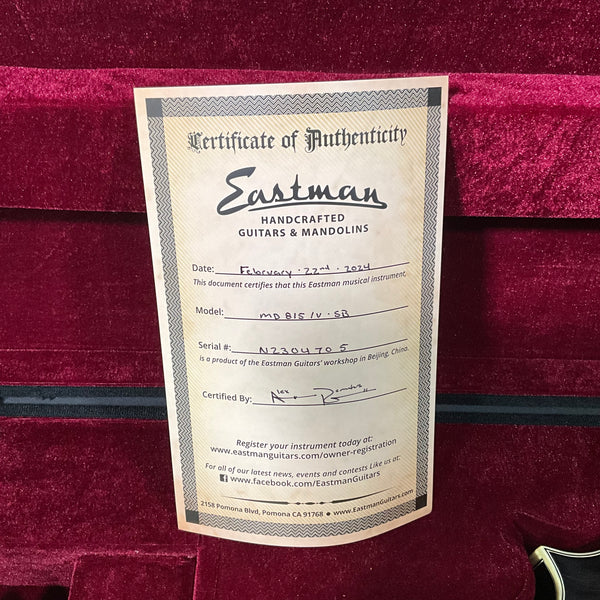 Certificate of Authenticity
Eastman
HANDCRAFTED
GUITARS & MANDOLINS
Date: February · 22nd · 2024
This document certifies that this Eastman musical instrument,
Model: MD 815/V · SB
Serial #: N2304705
is a product of the Eastman Guitars' workshop in Beijing, China.
Certified By: Alex
Register your instrument today at:
www.eastmanguitars.com/owner-registration
For all of our latest news, events and contests Like us at:
f www.facebook.com/EastmanGuitars
2158 Pomona Blvd, Pomona CA 91768 ● www.EastmanGuitars.com